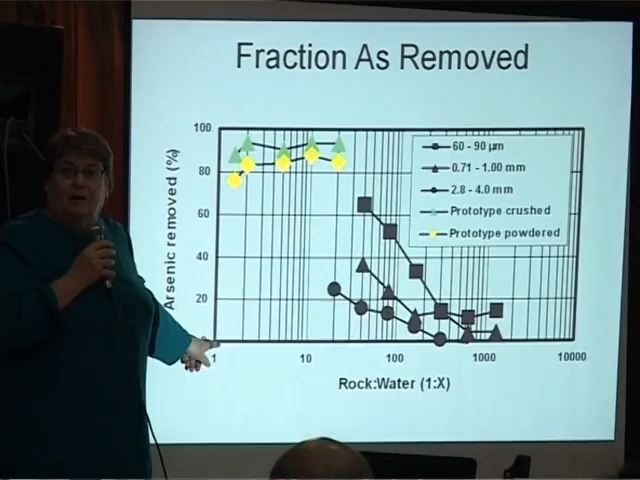 Fraction As Removed
100
80
60
40
20
Arsenic removed (%)
60 - 90 µm
0.71 - 1.00 mm
2.8 - 4.0 mm
Prototype crushed
Prototype powdered
1
10
100
1000
10000
Rock:Water (1:X)